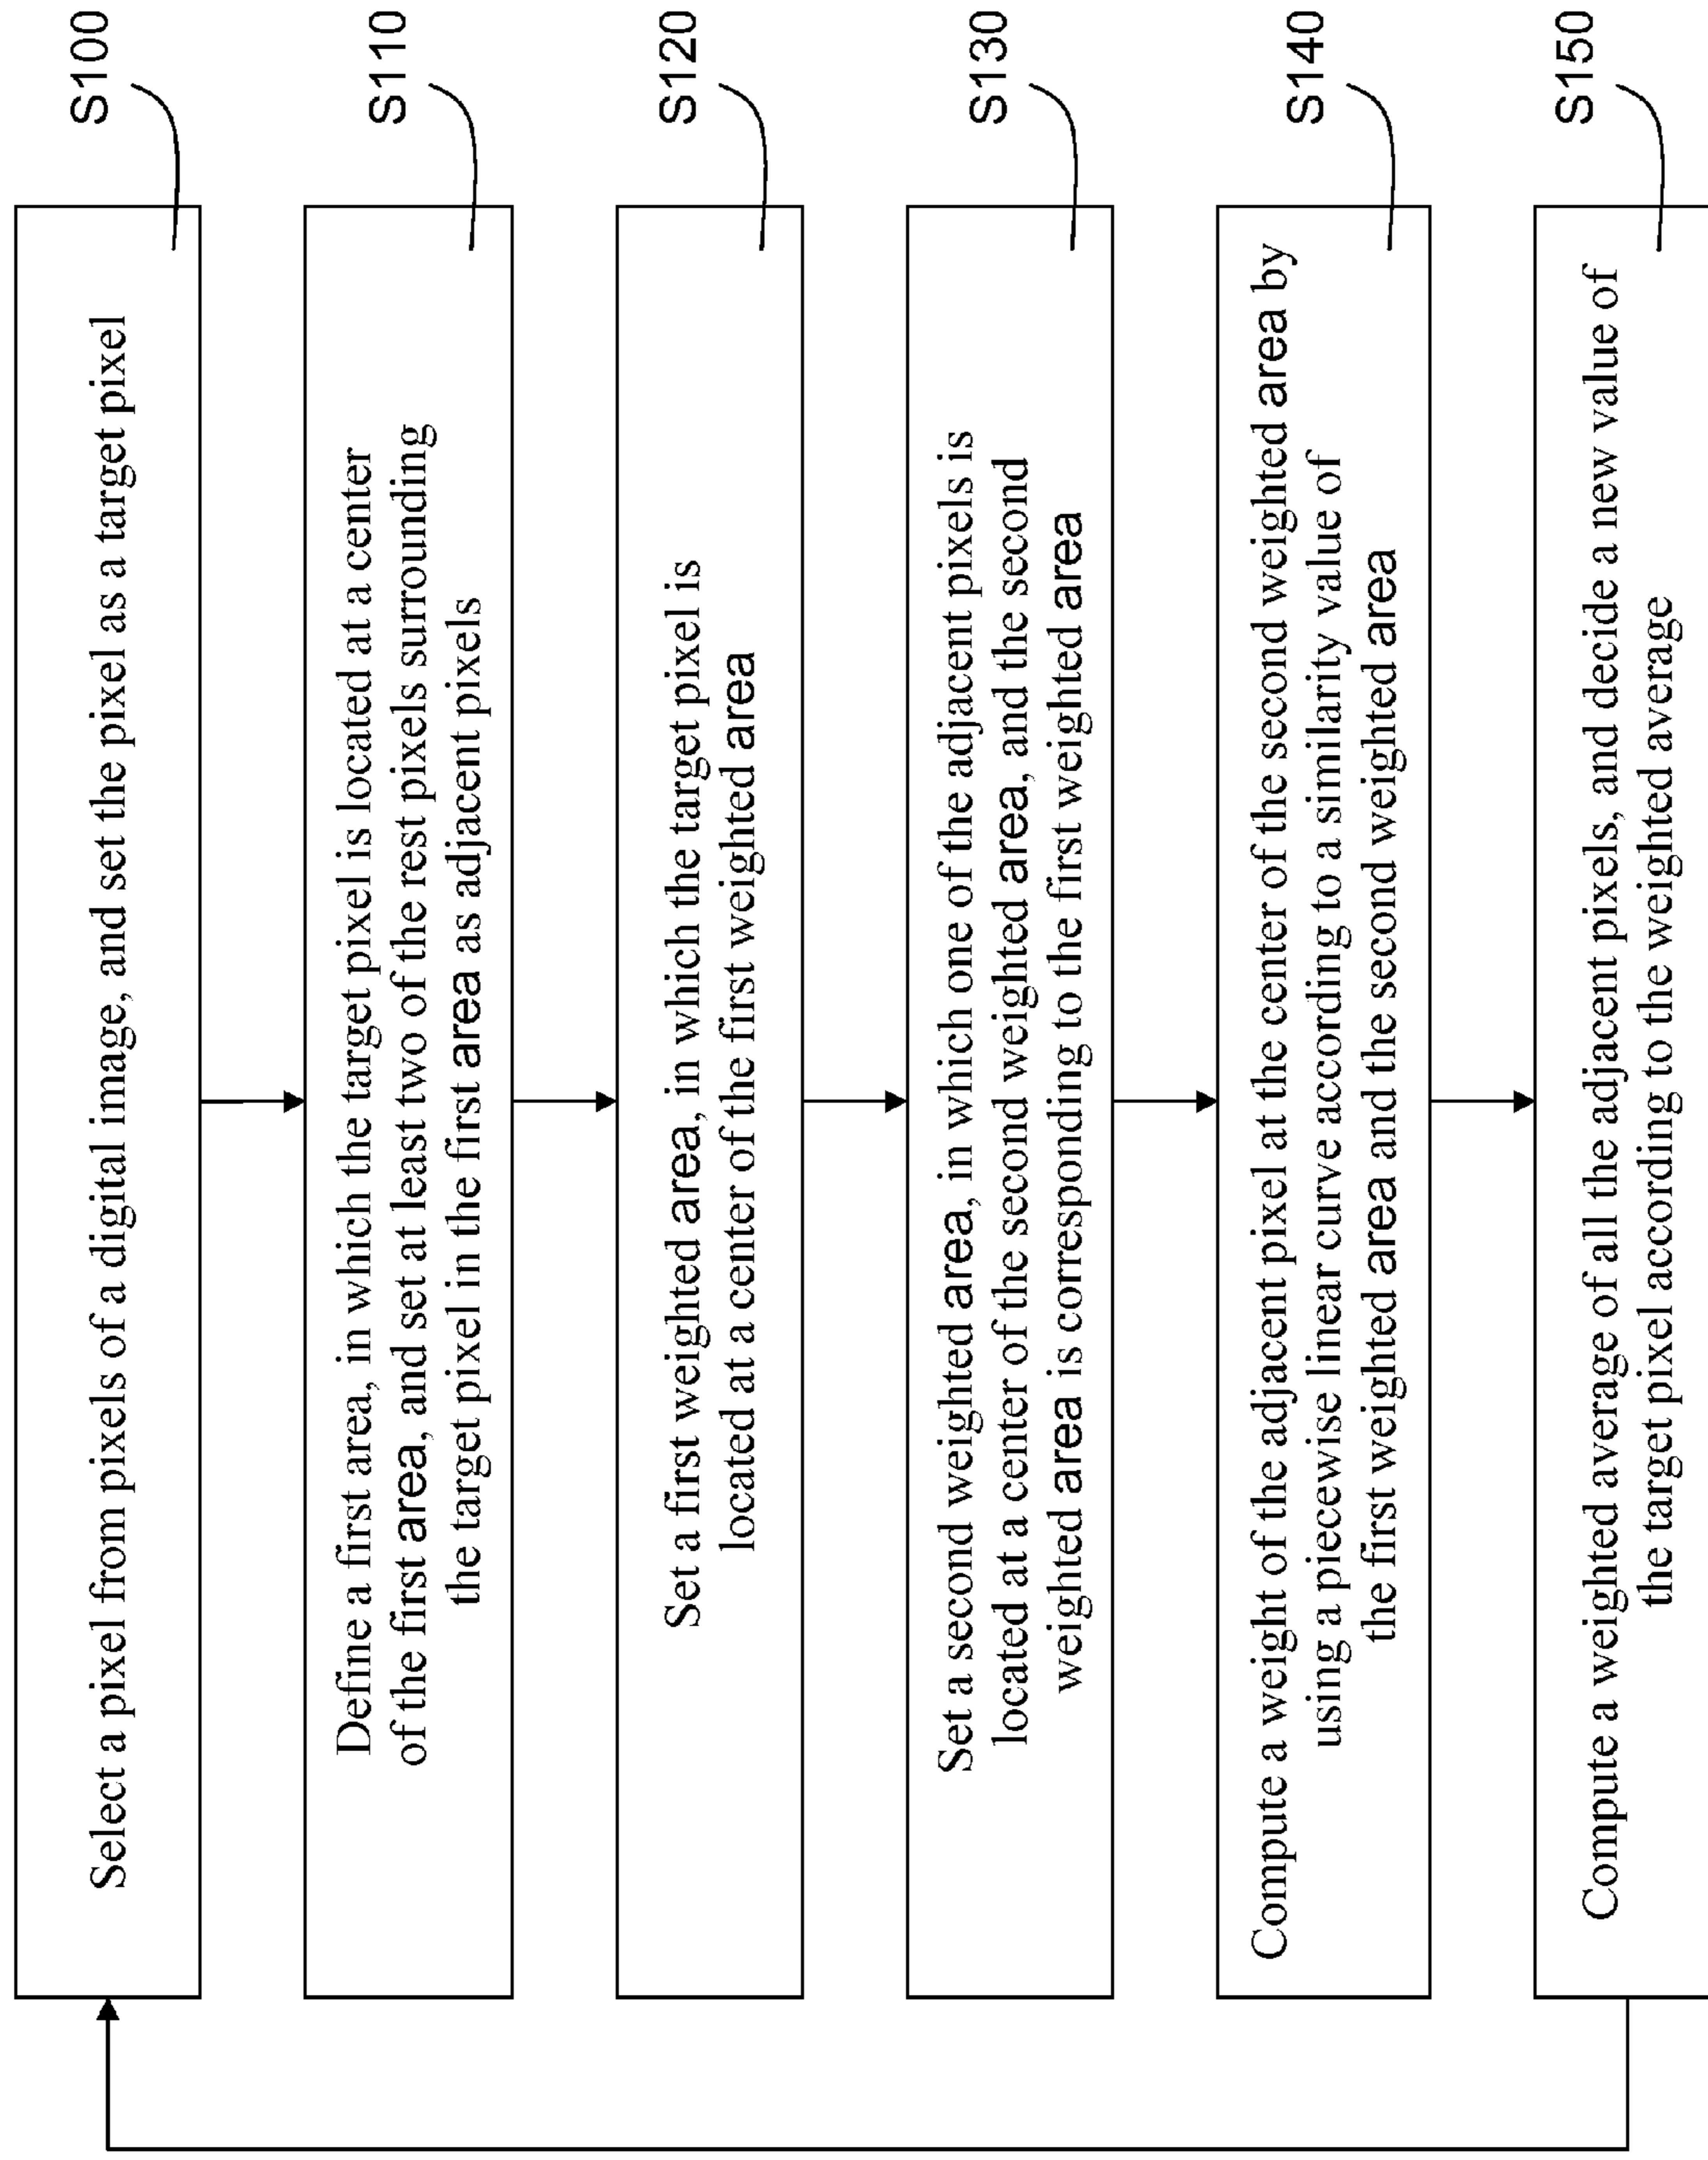 S100
Select a pixel from pixels of a digital image, and set the pixel as a target pixel
S110
Define a first area, in which the target pixel is located at a center
of the first area, and set at least two of the rest pixels surrounding
the target pixel in the first area as adjacent pixels
S120
Set a first weighted area, in which the target pixel is
located at a center of the first weighted area
S130
Set a second weighted area, in which one of the adjacent pixels is
located at a center of the second weighted area, and the second
weighted area is corresponding to the first weighted area
S140
Compute a weight of the adjacent pixel at the center of the second weighted area by
using a piecewise linear curve according to a similarity value of
the first weighted area and the second weighted area
S150
Compute a weighted average of all the adjacent pixels, and decide a new value of
the target pixel according to the weighted average